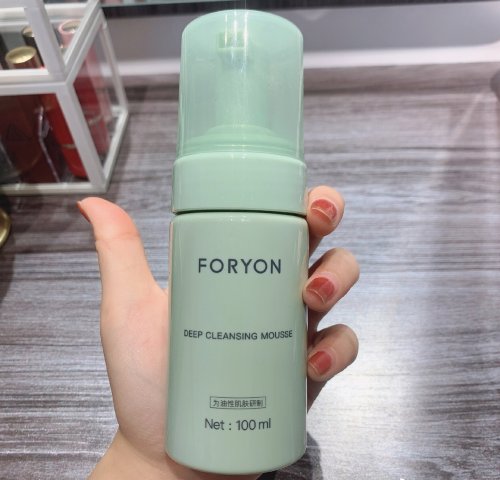 FORYON
DEEP CLEANSING MOUSSE
为油性肌肤研制
Net : 100 ml